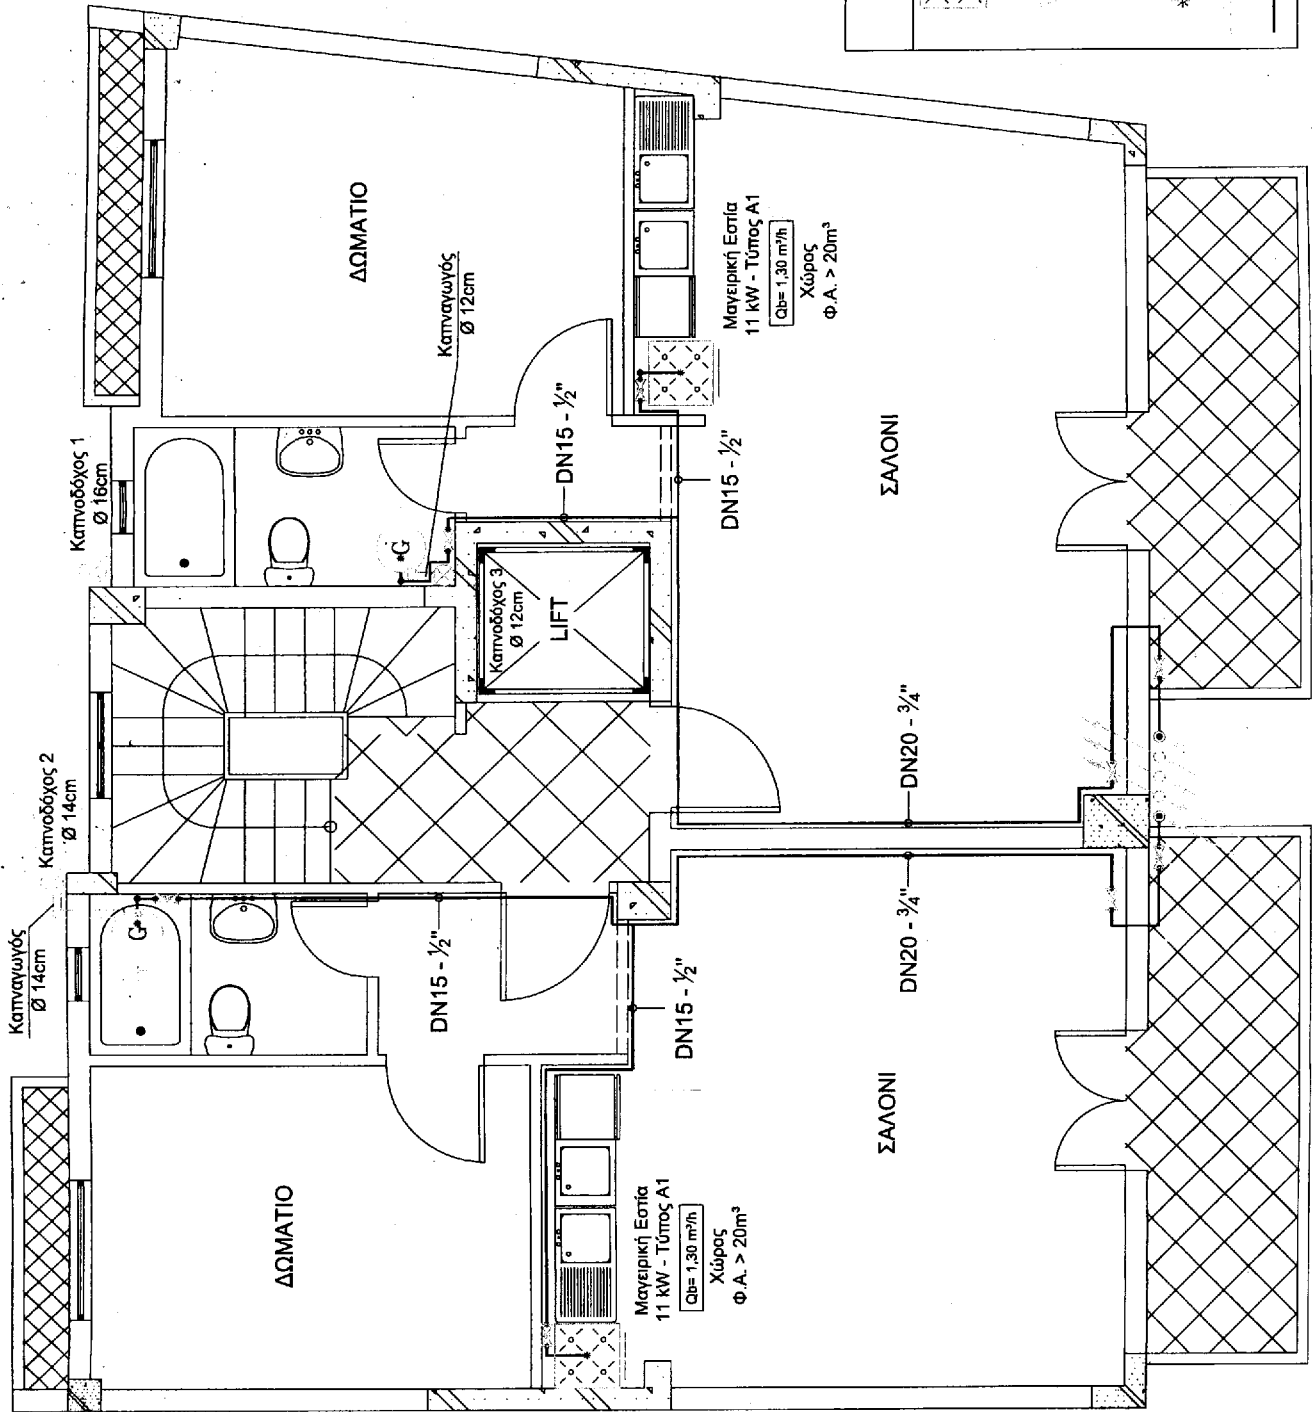 Καπναγωγός
Ø 14cm
Καπνοδόχος 2
Ø 14cm
Καπνοδόχος 1
Ø 16cm
ΔΩΜΑΤΙΟ
Καπναγωγός
Ø 12cm
G
DN15 - ½"
Καπνοδόχος 3
Ø 12cm
LIFT
DN15 - ½"
Μαγειρική Εστία
11 kW - Τύπος Α1
Qb= 1,30 m³/h
Χώρος
Φ.Α. > 20m³
ΣΑΛΟΝΙ
DN20 - ¾"
G
DN15 - ½"
DN15 - ½"
DN20 - ¾"
ΔΩΜΑΤΙΟ
Μαγειρική Εστία
11 kW - Τύπος Α1
Qb= 1,30 m³/h
Χώρος
Φ.Α. > 20m³
ΣΑΛΟΝΙ